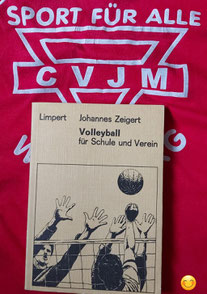 SPORT FÜR ALLE
CVJM
Limpert Johannes Zeigert
Volleyball
für Schule und Verein